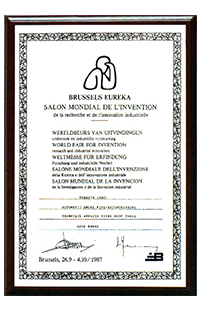 BRUSSELS EUREKA
SALON MONDIAL DE L'INVENTION
de la recherche et de l'innovation industrielle
WERELDBEURS VAN UITVINDINGEN
onderzoek en industriële vernieuwing
WORLD FAIR FOR INVENTION
research and industrial innovation
WELTMESSE FÜR ERFINDUNG
Forschung und industrielle Neuheit
SALONE MONDIALE DELL'INVENZIONE
della Ricerca e dell'innovazione industriale
SALON MUNDIAL DE LA INVENCION
de la Investigacion y de la Innovacion industrial
GOLD MEDAL
Brussels, 26.9 - 4.10/1987